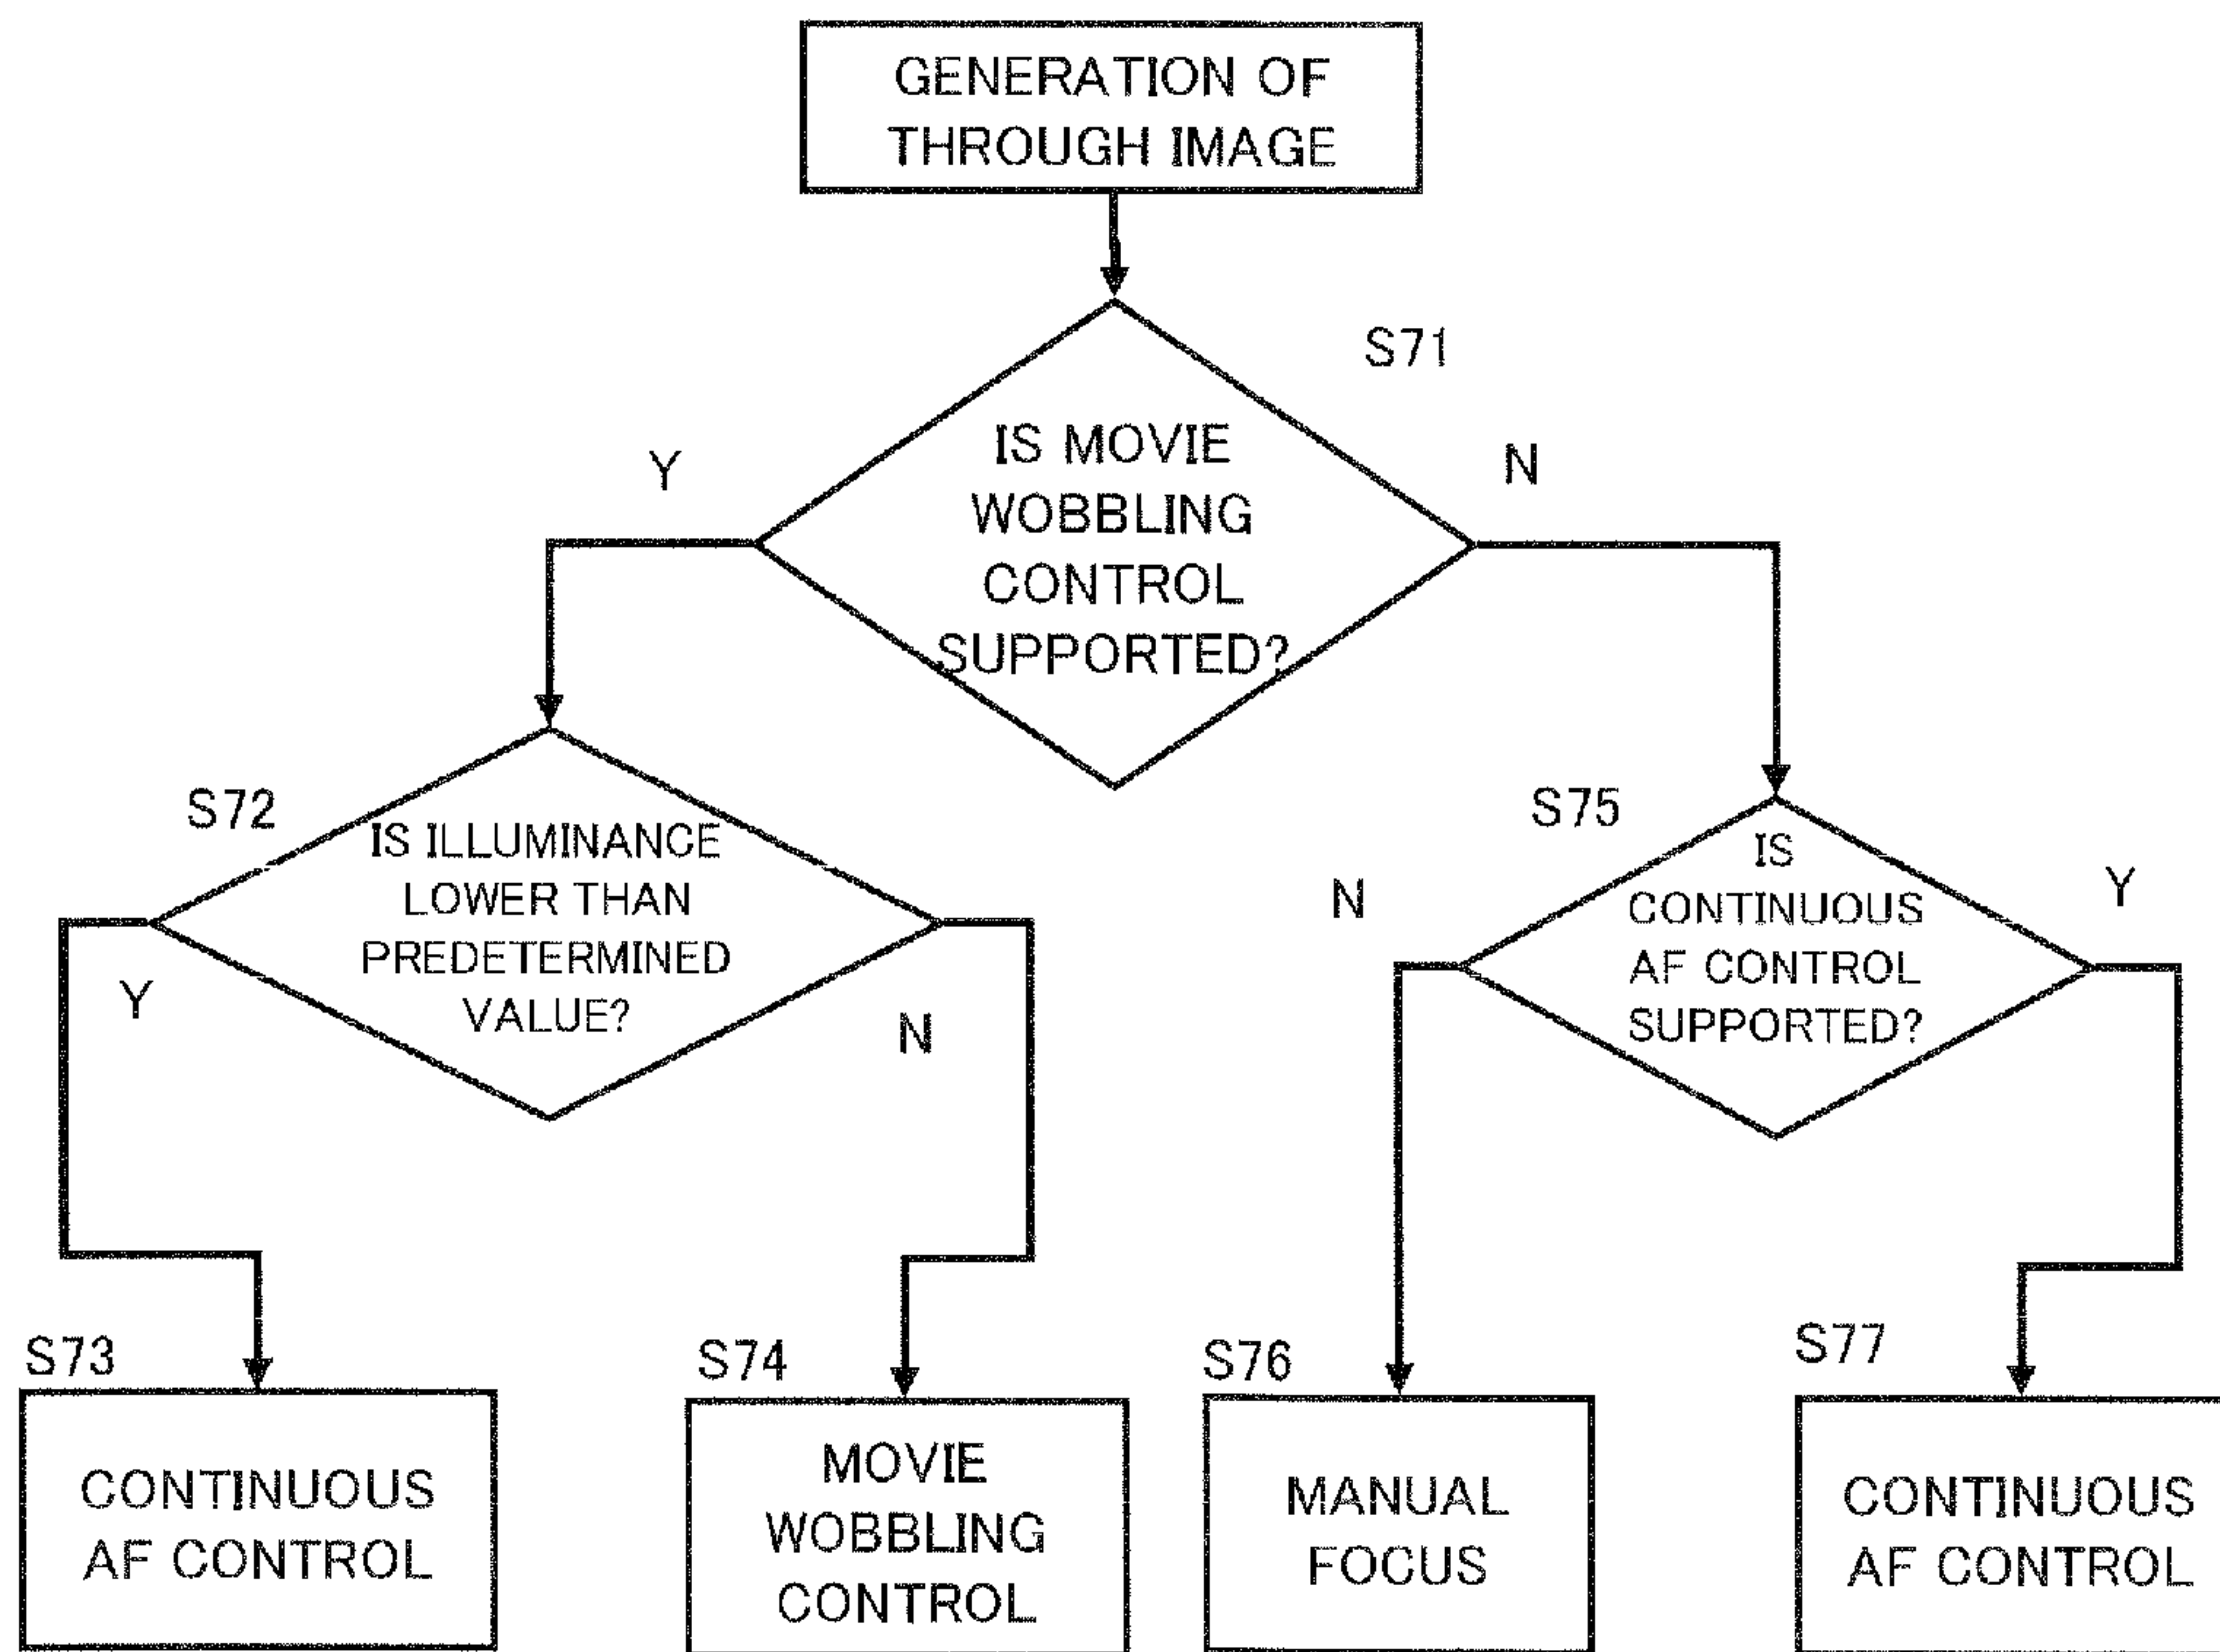 GENERATION OF
THROUGH IMAGE
S71
IS MOVIE
WOBBLING
CONTROL
SUPPORTED?
Y
N
S72
IS ILLUMINANCE
LOWER THAN
PREDETERMINED
VALUE?
Y
N
S75
IS
CONTINUOUS
AF CONTROL
SUPPORTED?
N
Y
S73
CONTINUOUS
AF CONTROL
S74
MOVIE
WOBBLING
CONTROL
S76
MANUAL
FOCUS
S77
CONTINUOUS
AF CONTROL